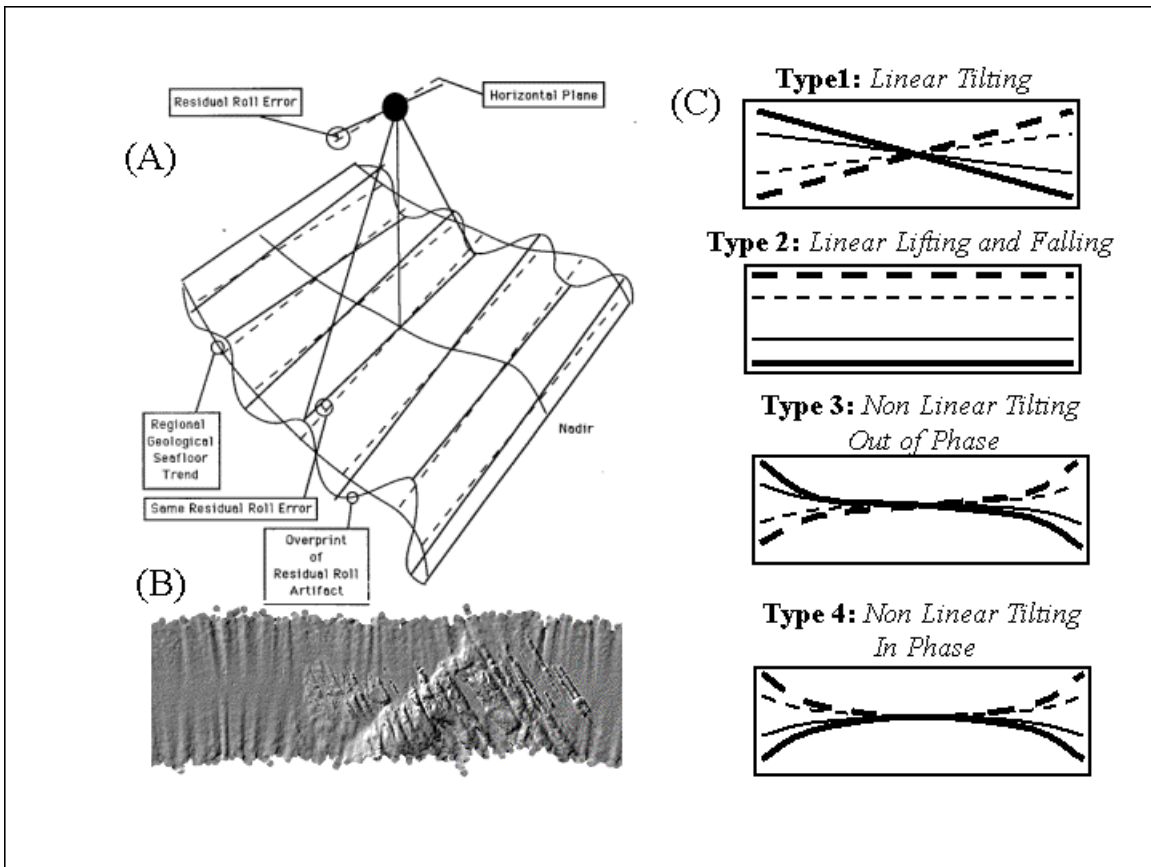 Residual Roll Error
Horizontal Plane
(A)
Regional
Geological
Seafloor
Trend
Same Residual Roll Error
Overprint
of
Residual Roll
Artifact
Nadir
(B)
(C)
Type1: Linear Tilting
Type 2: Linear Lifting and Falling
Type 3: Non Linear Tilting
Out of Phase
Type 4: Non Linear Tilting
In Phase